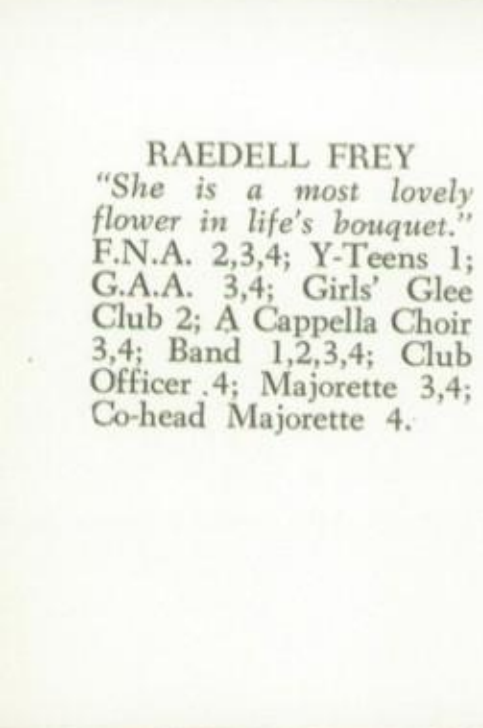 RAEDELL FREY
"She is a most lovely
flower in life's bouquet."
F.N.A. 2,3,4; Y-Teens 1;
G.A.A. 3,4; Girls' Glee
Club 2; A Cappella Choir
3,4; Band 1,2,3,4; Club
Officer 4; Majorette 3,4;
Co-head Majorette 4.